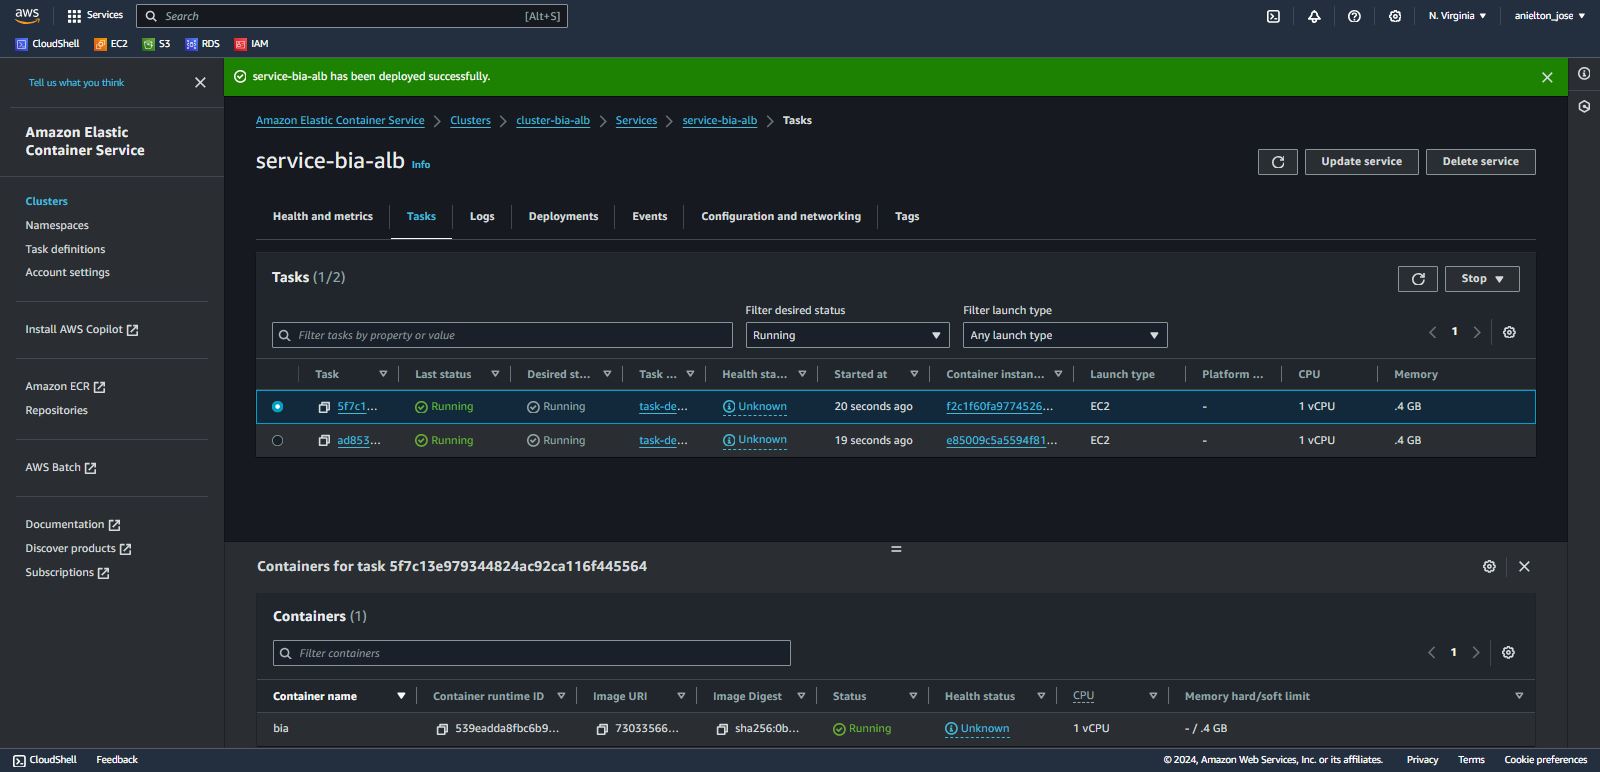 aws Services Search [Alt+S] N. Virginia anielton_jose
CloudShell EC2 S3 RDS IAM
Tell us what you think
service-bia-alb has been deployed successfully.
Amazon Elastic
Container Service
Clusters
Namespaces
Task definitions
Account settings
Install AWS Copilot
Amazon ECR
Repositories
AWS Batch
Documentation
Discover products
Subscriptions
Amazon Elastic Container Service Clusters cluster-bia-alb Services service-bia-alb Tasks
service-bia-alb Info Update service Delete service
Health and metrics Tasks Logs Deployments Events Configuration and networking Tags
Tasks (1/2) Stop
Filter desired status Filter launch type
Filter tasks by property or value Running Any launch type 1
Task Last status Desired st... Task ... Health sta... Started at Container instan... Launch type Platform ... CPU Memory
5f7c1... Running Running task-de... Unknown 20 seconds ago f2c1f60fa9774526... EC2 - 1 vCPU .4 GB
ad853... Running Running task-de... Unknown 19 seconds ago e85009c5a5594f81... EC2 - 1 vCPU .4 GB
Containers for task 5f7c13e979344824ac92ca116f445564
Containers (1)
Filter containers 1
Container name Container runtime ID Image URI Image Digest Status Health status CPU Memory hard/soft limit
bia 539eadda8fbc6b9... 73033566... sha256:0b... Running Unknown 1 vCPU - / .4 GB
CloudShell Feedback © 2024, Amazon Web Services, Inc. or its affiliates. Privacy Terms Cookie preferences